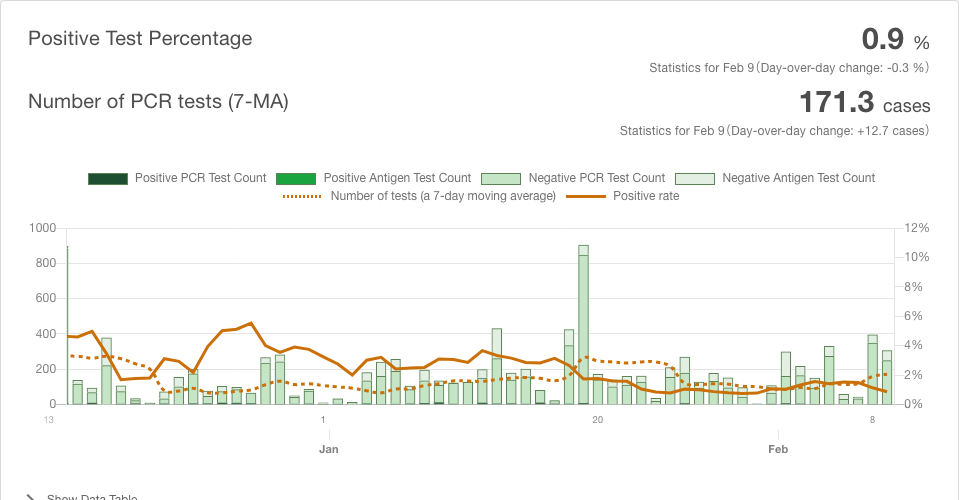 Positive Test Percentage
0.9 %
Statistics for Feb 9 (Day-over-day change: -0.3 %)
Number of PCR tests (7-MA)
171.3 cases
Statistics for Feb 9 (Day-over-day change: +12.7 cases)
Positive PCR Test Count Positive Antigen Test Count Negative PCR Test Count Negative Antigen Test Count
Number of tests (a 7-day moving average) Positive rate
1000 12%
800 10%
8%
600
6%
400
4%
200 2%
0 0%
13 1 20 8
Jan Feb
Show Data Table